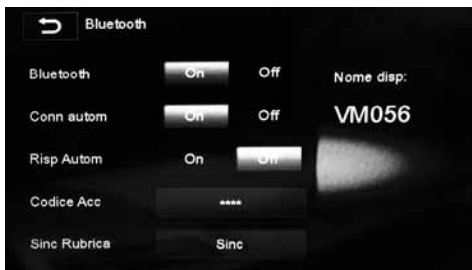 Bluetooth
Bluetooth On Off
Nome disp:
Conn autom On Off
VM056
Risp Autom On Off
Codice Acc ****
Sinc Rubrica Sinc